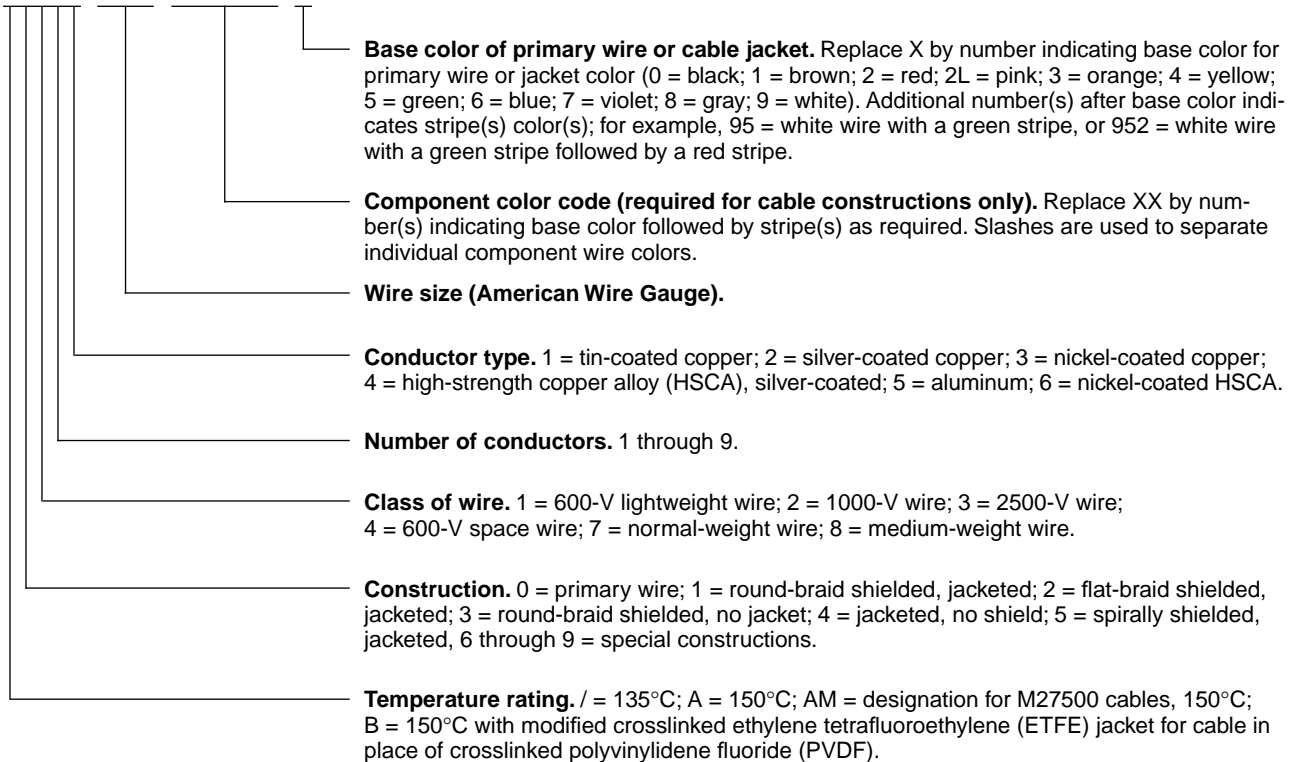 Base color of primary wire or cable jacket. Replace X by number indicating base color for
primary wire or jacket color (0 = black; 1 = brown; 2 = red; 2L = pink; 3 = orange; 4 = yellow;
5 = green; 6 = blue; 7 = violet; 8 = gray; 9 = white). Additional number(s) after base color indi-
cates stripe(s) color(s); for example, 95 = white wire with a green stripe, or 952 = white wire
with a green stripe followed by a red stripe.
Component color code (required for cable constructions only). Replace XX by num-
ber(s) indicating base color followed by stripe(s) as required. Slashes are used to separate
individual component wire colors.
Wire size (American Wire Gauge).
Conductor type. 1 = tin-coated copper; 2 = silver-coated copper; 3 = nickel-coated copper;
4 = high-strength copper alloy (HSCA), silver-coated; 5 = aluminum; 6 = nickel-coated HSCA.
Number of conductors. 1 through 9.
Class of wire. 1 = 600-V lightweight wire; 2 = 1000-V wire; 3 = 2500-V wire;
4 = 600-V space wire; 7 = normal-weight wire; 8 = medium-weight wire.
Construction. 0 = primary wire; 1 = round-braid shielded, jacketed; 2 = flat-braid shielded,
jacketed; 3 = round-braid shielded, no jacket; 4 = jacketed, no shield; 5 = spirally shielded,
jacketed, 6 through 9 = special constructions.
Temperature rating. / = 135°C; A = 150°C; AM = designation for M27500 cables, 150°C;
B = 150°C with modified crosslinked ethylene tetrafluoroethylene (ETFE) jacket for cable in
place of crosslinked polyvinylidene fluoride (PVDF).